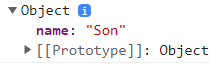 ▼Object i
name: "Son"
▶[[Prototype]]: Object